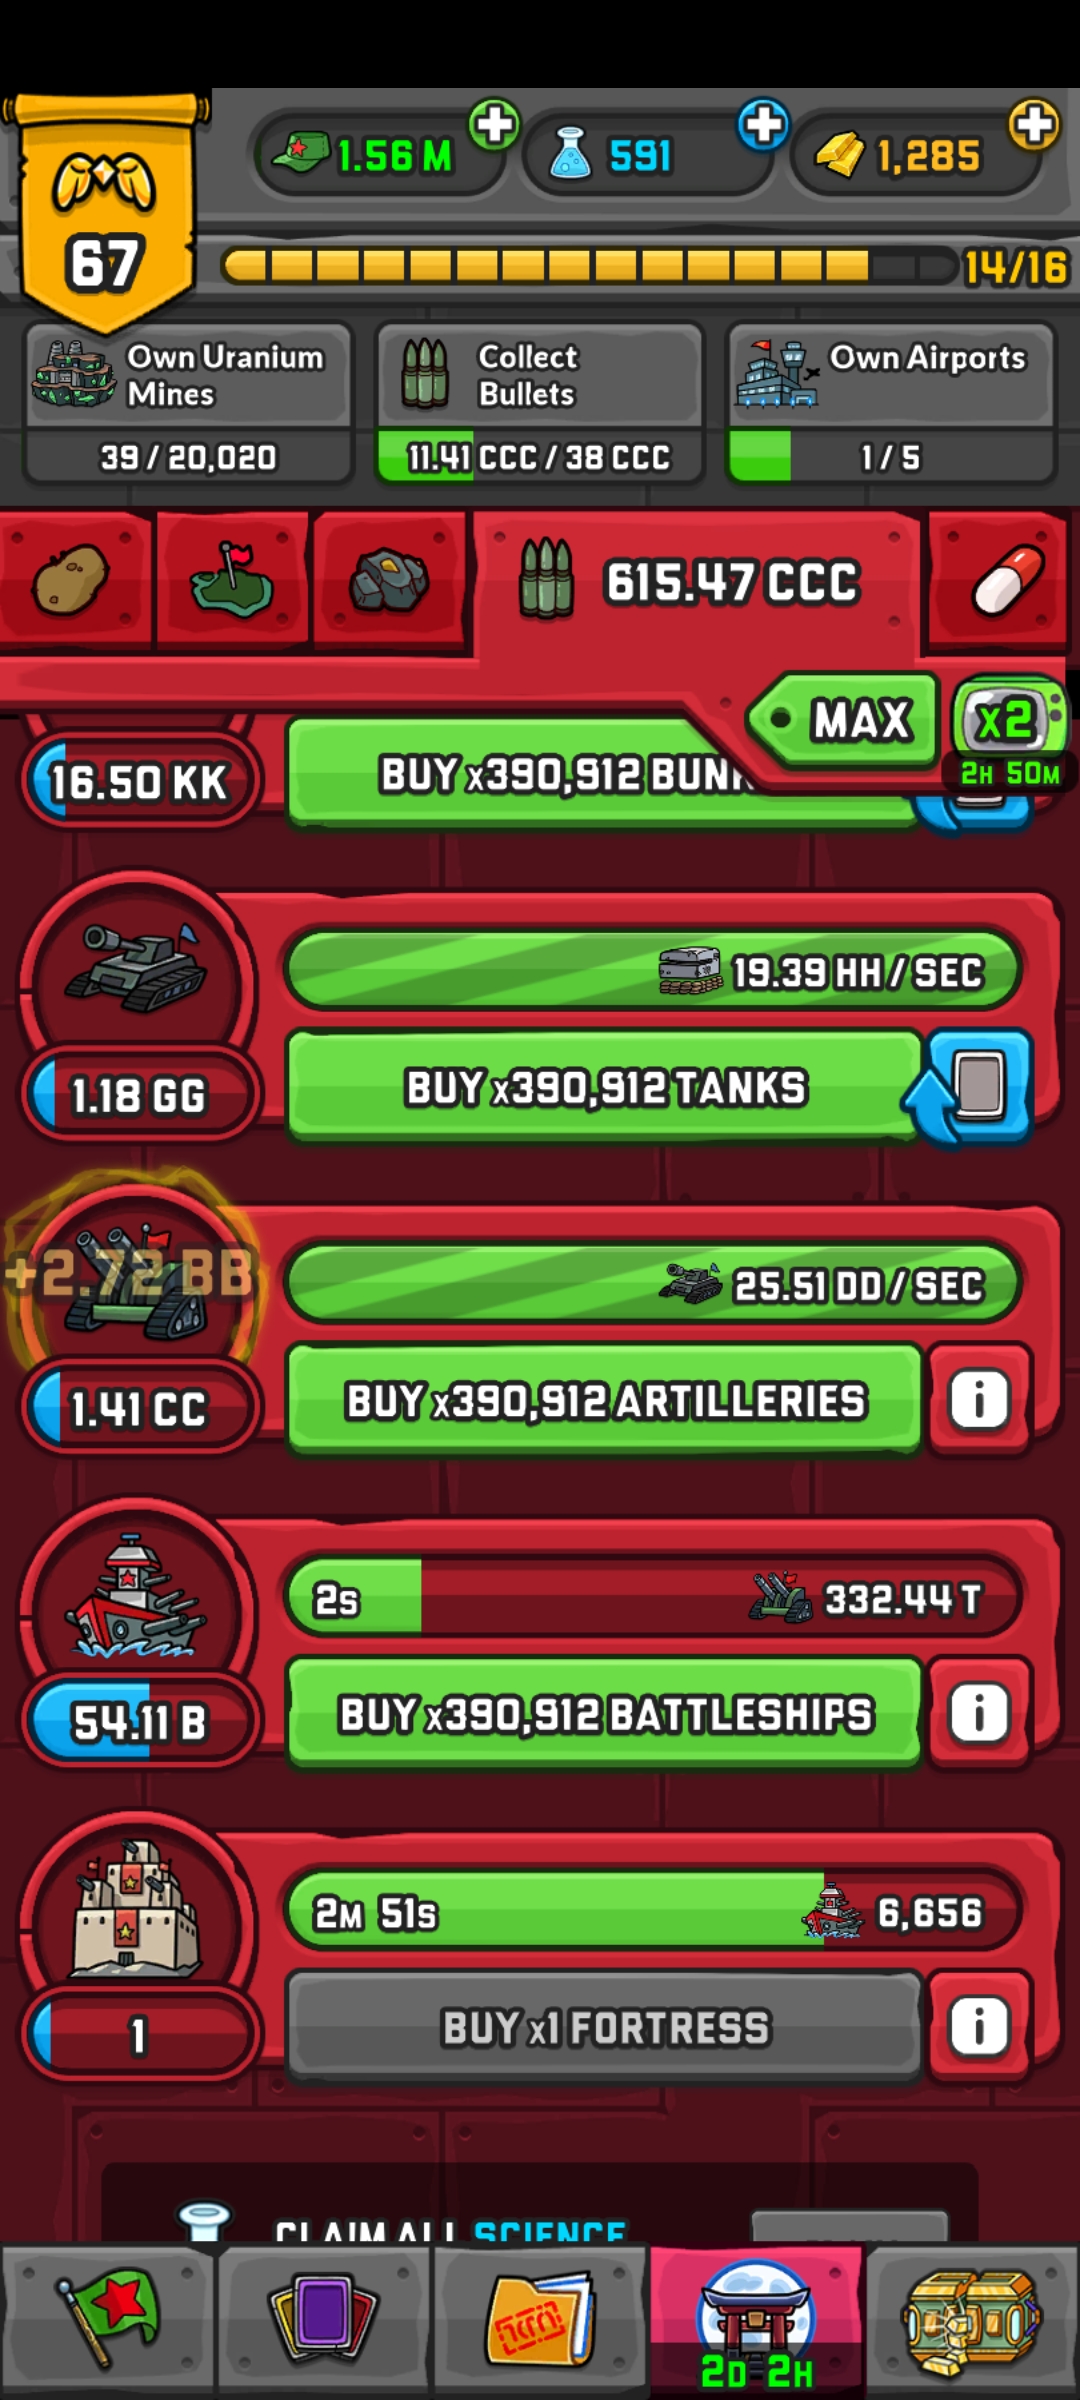 1.56 M
591
1,285
67
14/16
Own Uranium
Mines
39 / 20,020
Collect
Bullets
11.41 CCC / 38 CCC
Own Airports
1 / 5
615.47 CCC
MAX
x2
2H 50M
16.50 KK
BUY x390,912
19.39 HH / SEC
1.18 GG
BUY x390,912 TANKS
+2.72 BB
25.51 DD / SEC
1.41 CC
BUY x390,912 ARTILLERIES
i
2s
332.44 T
54.11 B
BUY x390,912 BATTLESHIPS
i
2M 51s
6,656
1
BUY x1 FORTRESS
i
CLAIM ALL SCIENCE
2D 2H